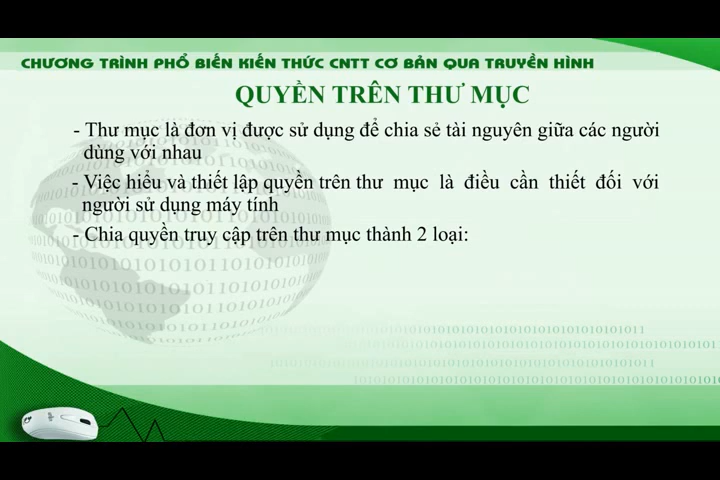 CHƯƠNG TRÌNH PHỔ BIẾN KIẾN THỨC CNTT CƠ BẢN QUA TRUYỀN HÌNH
QUYỀN TRÊN THƯ MỤC
- Thư mục là đơn vị được sử dụng để chia sẻ tài nguyên giữa các người
dùng với nhau
- Việc hiểu và thiết lập quyền trên thư mục là điều cần thiết đối với
người sử dụng máy tính
- Chia quyền truy cập trên thư mục thành 2 loại: